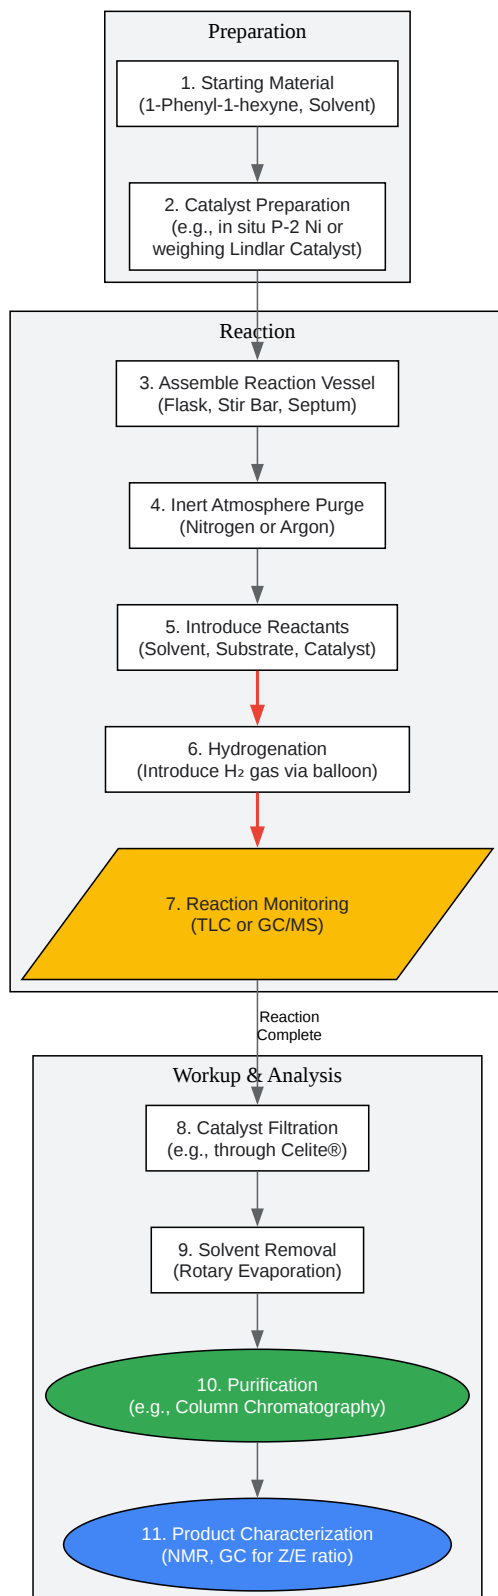 Preparation
1. Starting Material
(1-Phenyl-1-hexyne, Solvent)
2. Catalyst Preparation
(e.g., in situ P-2 Ni or
weighing Lindlar Catalyst)
Reaction
3. Assemble Reaction Vessel
(Flask, Stir Bar, Septum)
4. Inert Atmosphere Purge
(Nitrogen or Argon)
5. Introduce Reactants
(Solvent, Substrate, Catalyst)
6. Hydrogenation
(Introduce H₂ gas via balloon)
7. Reaction Monitoring
(TLC or GC/MS)
Reaction
Complete
Workup & Analysis
8. Catalyst Filtration
(e.g., through Celite®)
9. Solvent Removal
(Rotary Evaporation)
10. Purification
(e.g., Column Chromatography)
11. Product Characterization
(NMR, GC for Z/E ratio)